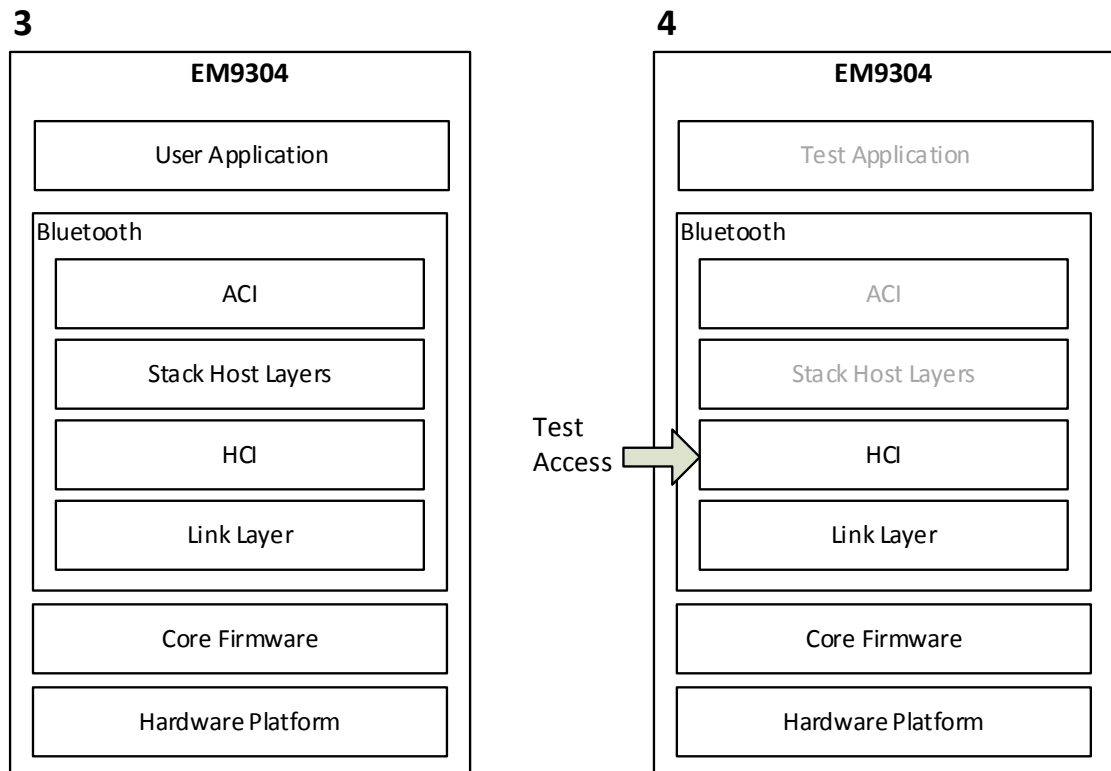 3
EM9304
User Application
Bluetooth
ACI
Stack Host Layers
HCI
Link Layer
Core Firmware
Hardware Platform
4
EM9304
Test Application
Bluetooth
ACI
Stack Host Layers
Test
Access
HCI
Link Layer
Core Firmware
Hardware Platform